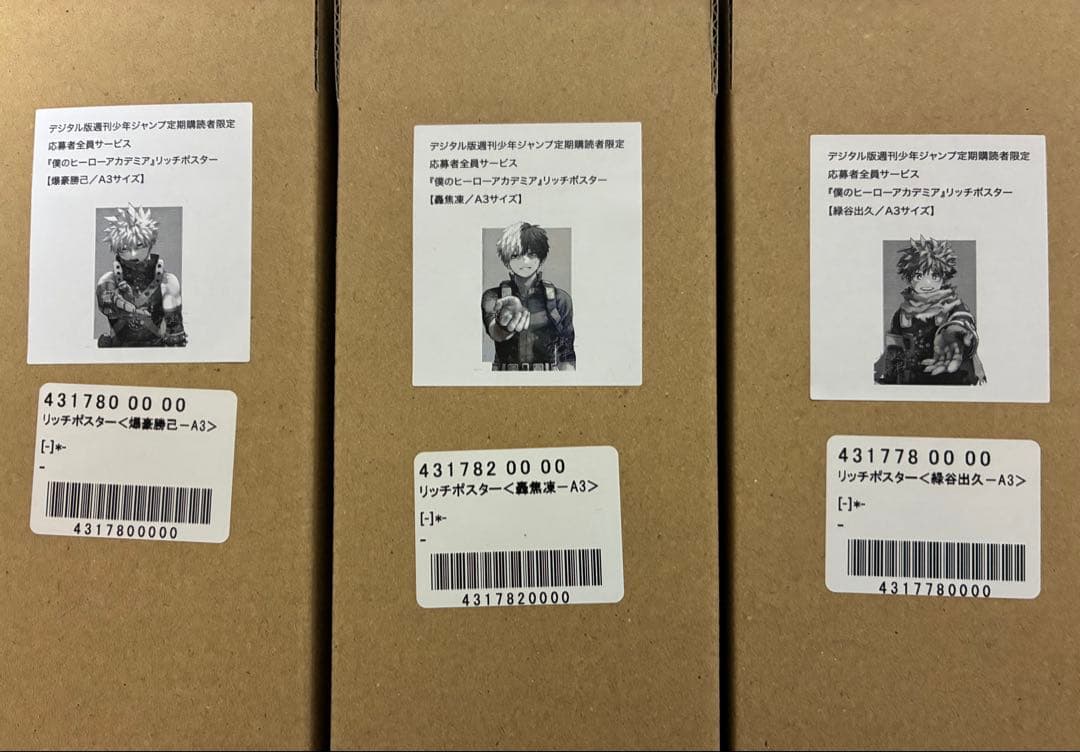 デジタル版週刊少年ジャンプ定期購読者限定
応募者全員サービス
『僕のヒーローアカデミア』リッチポスター
【爆豪勝己／A3サイズ】
431780 00 00
リッチポスター＜爆豪勝己－A3＞
[-]*-
-
4317800000
デジタル版週刊少年ジャンプ定期購読者限定
応募者全員サービス
『僕のヒーローアカデミア』リッチポスター
【轟焦凍／A3サイズ】
431782 00 00
リッチポスター＜轟焦凍－A3＞
[-]*-
-
4317820000
デジタル版週刊少年ジャンプ定期購読者限定
応募者全員サービス
『僕のヒーローアカデミア』リッチポスター
【緑谷出久／A3サイズ】
431778 00 00
リッチポスター＜緑谷出久－A3＞
[-]*-
-
4317780000